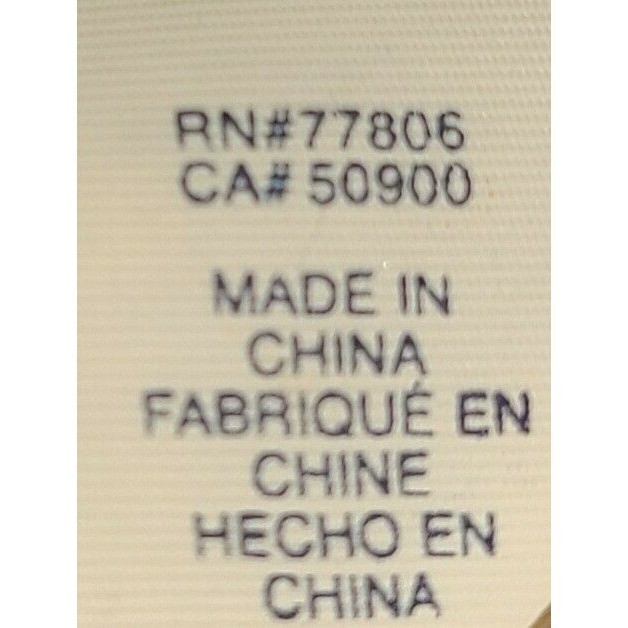 RN#77806
CA# 50900
MADE IN
CHINA
FABRIQUÉ EN
CHINE
HECHO EN
CHINA